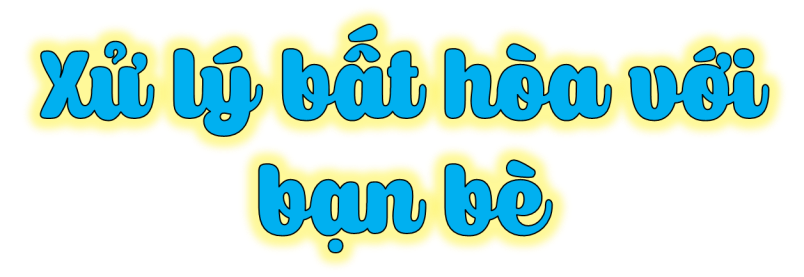 Xử lý bất hòa với
bạn bè